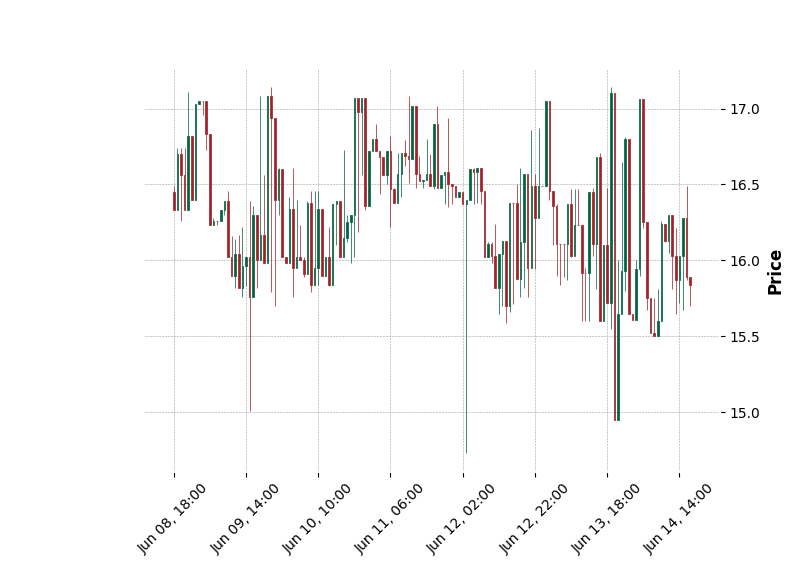 17.0
16.5
16.0
15.5
15.0
Price
Jun 08, 18:00
Jun 09, 14:00
Jun 10, 10:00
Jun 11, 06:00
Jun 12, 02:00
Jun 12, 22:00
Jun 13, 18:00
Jun 14, 14:00